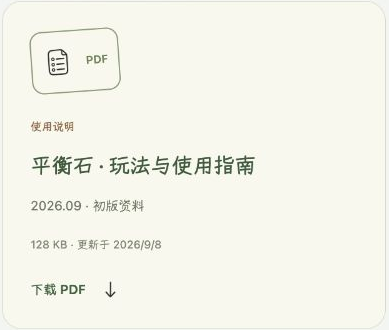 PDF
使用说明
平衡石 · 玩法与使用指南
2026.09 · 初版资料
128 KB · 更新于 2026/9/8
下载 PDF ↓